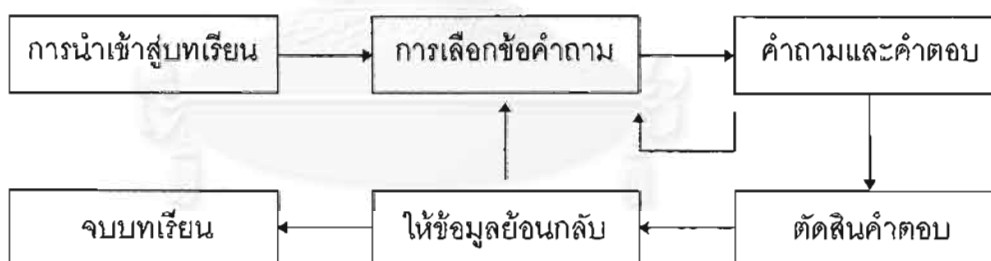 การนำเข้าสู่บทเรียน
การเลือกข้อคำถาม
คำถามและคำตอบ
จบบทเรียน
ให้ข้อมูลย้อนกลับ
ตัดสินคำตอบ